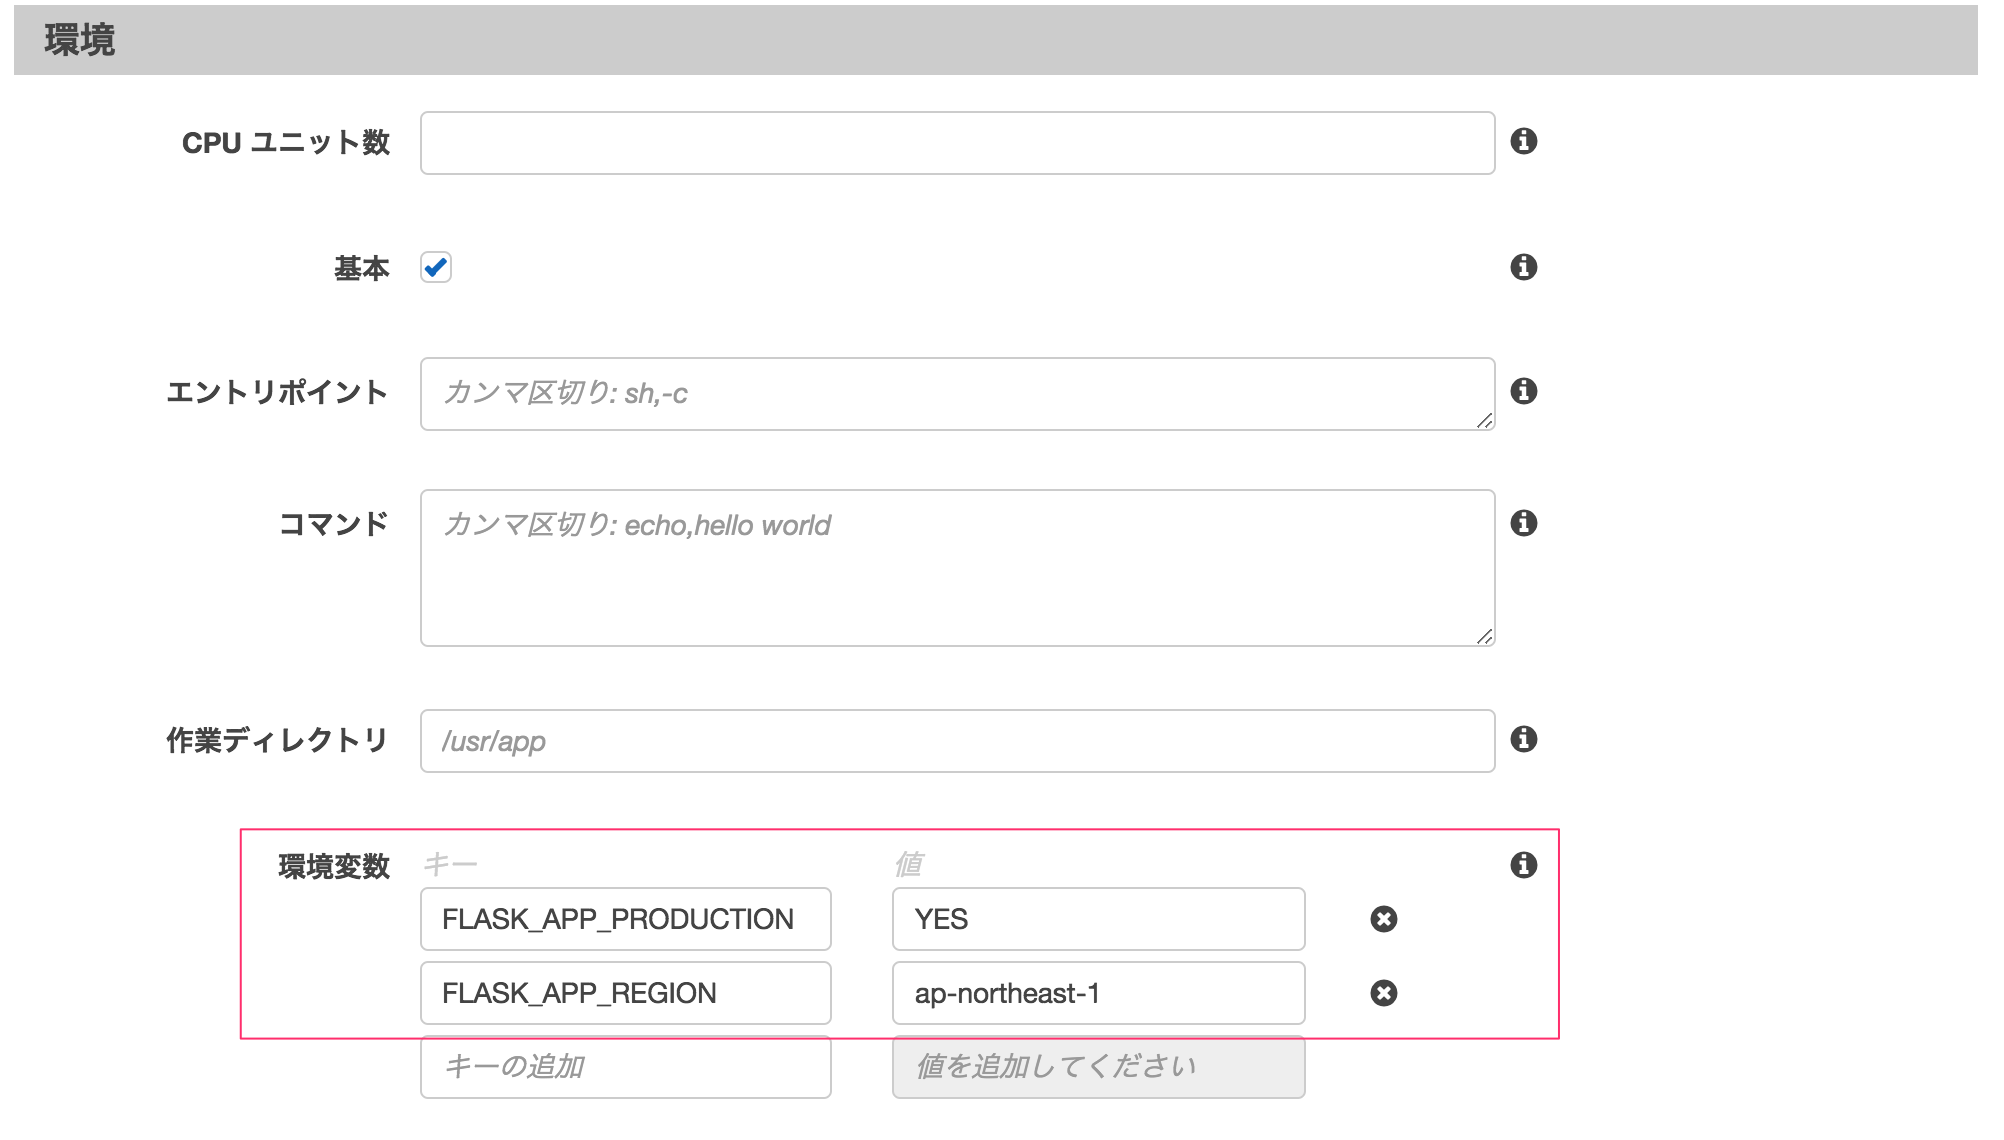 環境
CPU ユニット数
基本
エントリポイント カンマ区切り: sh,-c
コマンド カンマ区切り: echo,hello world
作業ディレクトリ /usr/app
環境変数 キー 値
FLASK_APP_PRODUCTION YES
FLASK_APP_REGION ap-northeast-1
キーの追加 値を追加してください